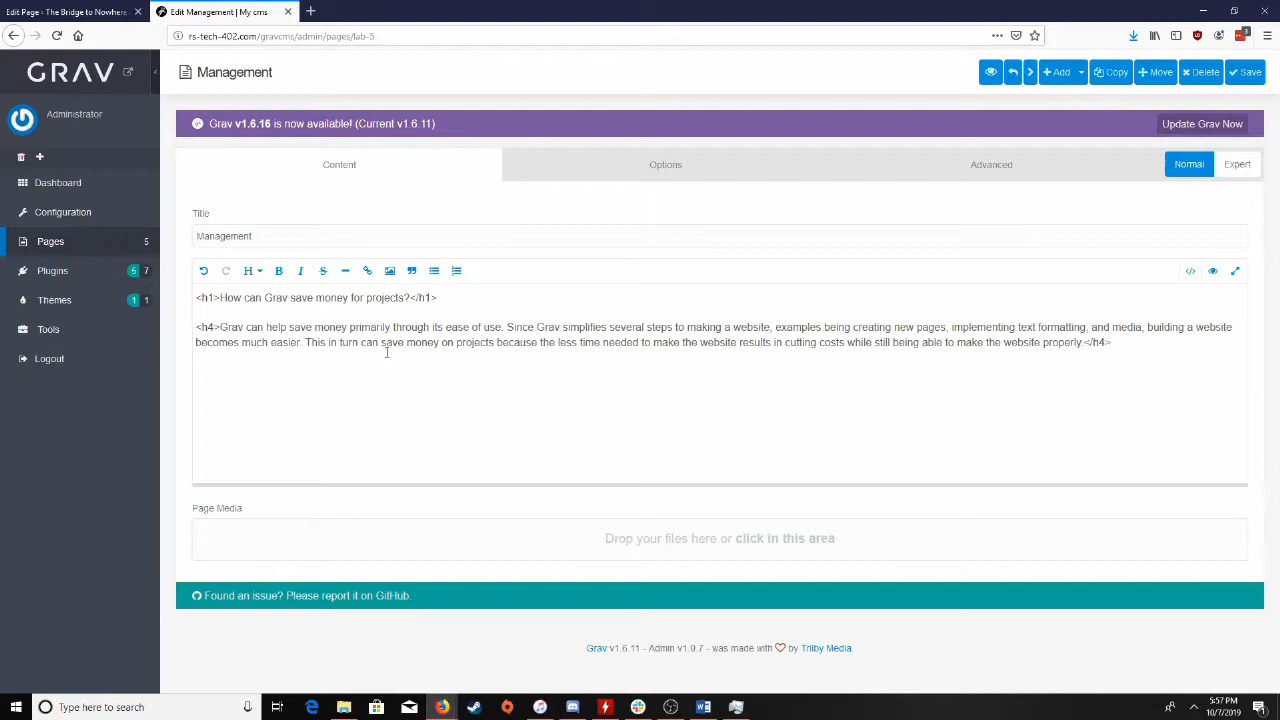 Edit Page - The Bridge to Nowhere
Edit Management | My cms
rs-tech-402.com/gravcms/admin/pages/lab-5
3
GRAV
Management
Add
Copy
Move
Delete
Save
Administrator
Grav v1.6.16 is now available! (Current v1.6.11)
Update Grav Now
Content
Options
Advanced
Normal
Expert
Dashboard
Configuration
Pages 5
Plugins 5 7
Themes 1 1
Tools
Logout
Title
Management
H B I S
<h1>How can Grav save money for projects?</h1>
<h4>Grav can help save money primarily through its ease of use. Since Grav simplifies several steps to making a website, examples being creating new pages, implementing text formatting, and media, building a website
becomes much easier. This in turn can save money on projects because the less time needed to make the website results in cutting costs while still being able to make the website properly.</h4>
Page Media
Drop your files here or click in this area
Found an issue? Please report it on GitHub.
Grav v1.6.11 - Admin v1.9.7 - was made with by Trilby Media.
Type here to search
5:57 PM
10/7/2019